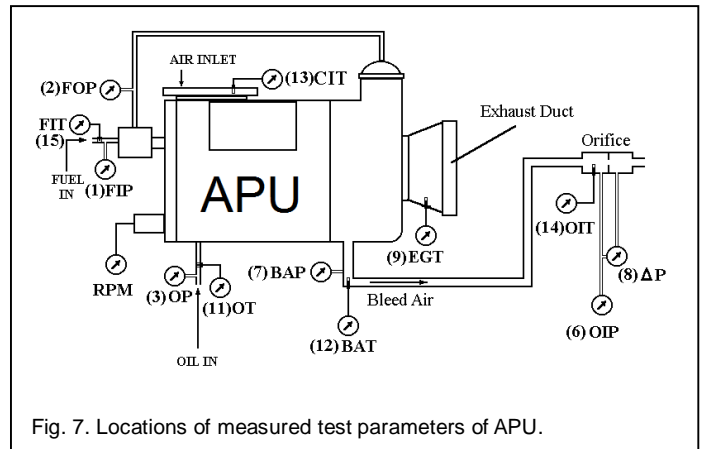 AIR INLET
(2)FOP
(13)CIT
FIT
(15)
Exhaust Duct
Orifice
FUEL
IN
(1)FIP
APU
(14)OIT
(9)EGT
(7) BAP
(8) ΔP
RPM
(3)OP
(11)OT
Bleed Air
(6) OIP
(12) BAT
OIL IN
Fig. 7. Locations of measured test parameters of APU.